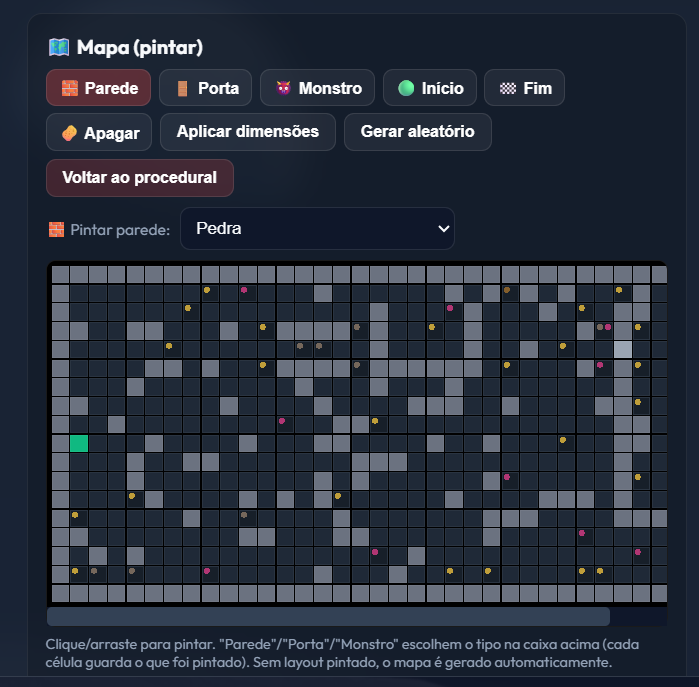 Mapa (pintar)
Parede Porta Monstro Início Fim
Apagar Aplicar dimensões Gerar aleatório
Voltar ao procedural
Pintar parede: Pedra
Clique/arraste para pintar. "Parede"/"Porta"/"Monstro" escolhem o tipo na caixa acima (cada
célula guarda o que foi pintado). Sem layout pintado, o mapa é gerado automaticamente.